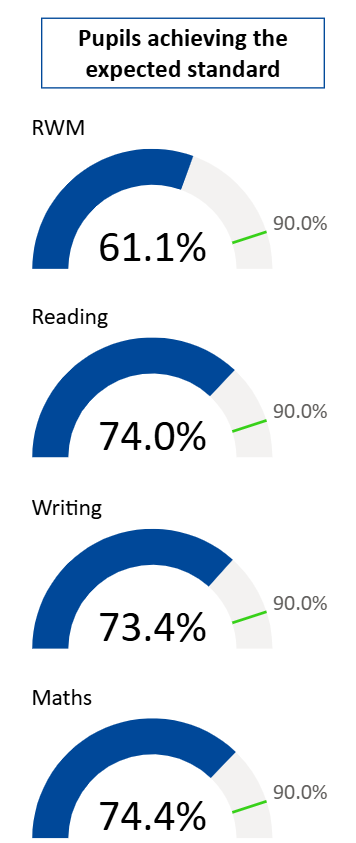 Pupils achieving the
expected standard
RWM
90.0%
61.1%
Reading
90.0%
74.0%
Writing
90.0%
73.4%
Maths
90.0%
74.4%